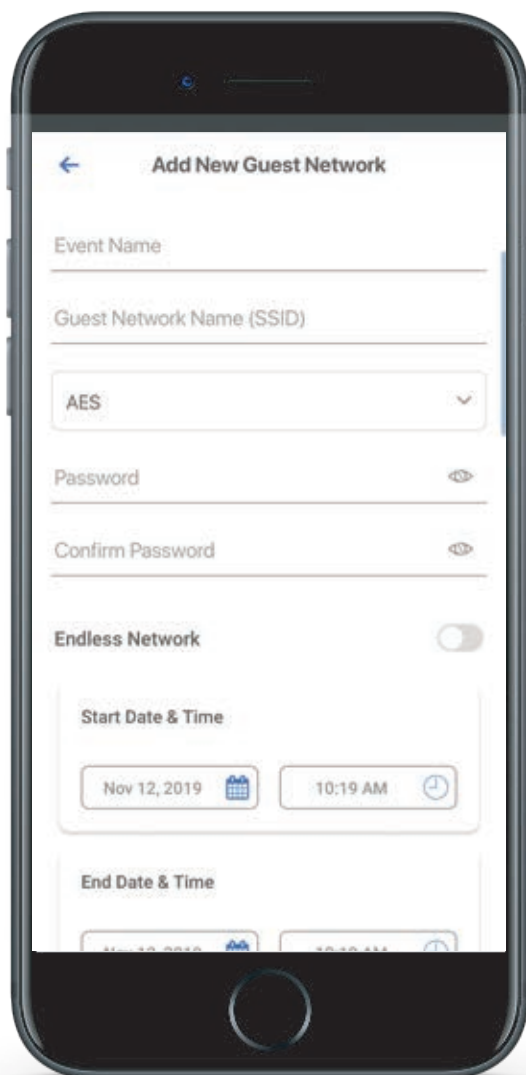 Add New Guest Network
Event Name
Guest Network Name (SSID)
AES
Password
Confirm Password
Endless Network
Start Date & Time
Nov 12, 2019 10:19 AM
End Date & Time